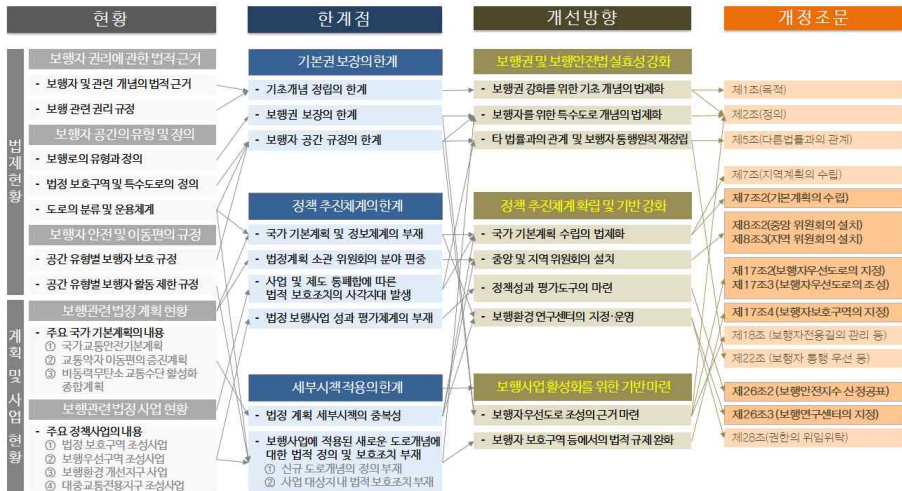 현황
법제현황
보행자 권리에 관한 법적 근거
- 보행자 및 관련 개념의 법적 근거
- 보행 관련 권리 규정
보행자 공간의 유형 및 정의
- 보행로의 유형과 정의
- 법정 보호구역 및 특수도로의 정의
- 도로의 분류 및 운용체계
보행자 안전 및 이동편의 규정
- 공간 유형별 보행자 보호 규정
- 공간 유형별 보행자 활동 제한 규정
계획 및 사업 현황
보행관련 법정 계획 현황
- 주요 국가 기본계획의 내용
① 국가교통안전기본계획
② 교통약자 이동편의 증진계획
③ 비동력 무탄소 교통수단 활성화
종합계획
보행관련 법정 사업 현황
- 주요 정책사업의 내용
① 법정 보호구역 조성사업
② 보행우선구역 조성사업
③ 보행환경 개선지구 사업
④ 대중교통전용지구 조성사업
한계점
기본권 보장의 한계
- 기초개념 정립의 한계
- 보행권 보장의 한계
- 보행자 공간 규정의 한계
정책 추진체계의 한계
- 국가 기본계획 및 정보체계의 부재
- 법정계획 소관 위원회의 분야 편중
- 사업 및 제도 통폐합에 따른
법적 보호조치의 사각지대 발생
- 법정 보행사업 성과 평가체계의 부재
세부시책 적용의 한계
- 법정 계획 세부시책의 중복성
- 보행사업에 적용된 새로운 도로개념에
대한 법적 정의 및 보호조치 부재
① 신규 도로개념의 정의 부재
② 사업 대상지 내 법적 보호조치 부재
개선방향
보행권 및 보행안전법 실효성 강화
- 보행권 강화를 위한 기초 개념의 법제화
- 보행자를 위한 특수도로 개념의 법제화
- 타 법률과의 관계 및 보행자 통행원칙 재정립
정책 추진체계 확립 및 기반 강화
- 국가 기본계획 수립의 법제화
- 중앙 및 지역 위원회의 설치
- 정책성과 평가도구의 마련
- 보행환경 연구센터의 지정·운영
보행사업 활성화를 위한 기반 마련
- 보행자우선도로 조성의 근거 마련
- 보행자 보호구역 등에서의 법적 규제 완화
개정조문
제1조(목적)
제2조(정의)
제5조(다른법률과의 관계)
제7조(지역계획의 수립)
제7조2(기본계획의 수립)
제8조2(중앙 위원회의 설치)
제8조3(지역 위원회의 설치)
제17조2(보행자우선도로의 지정)
제17조3 (보행자우선도로의 조성)
제17조4 (보행자보호구역의 지정)
제18조 (보행자전용길의 관리 등)
제22조 (보행자 통행 우선 등)
제26조2 (보행안전지수 산정공표)
제26조3 (보행연구센터의 지정)
제28조(권한의 위임위탁)